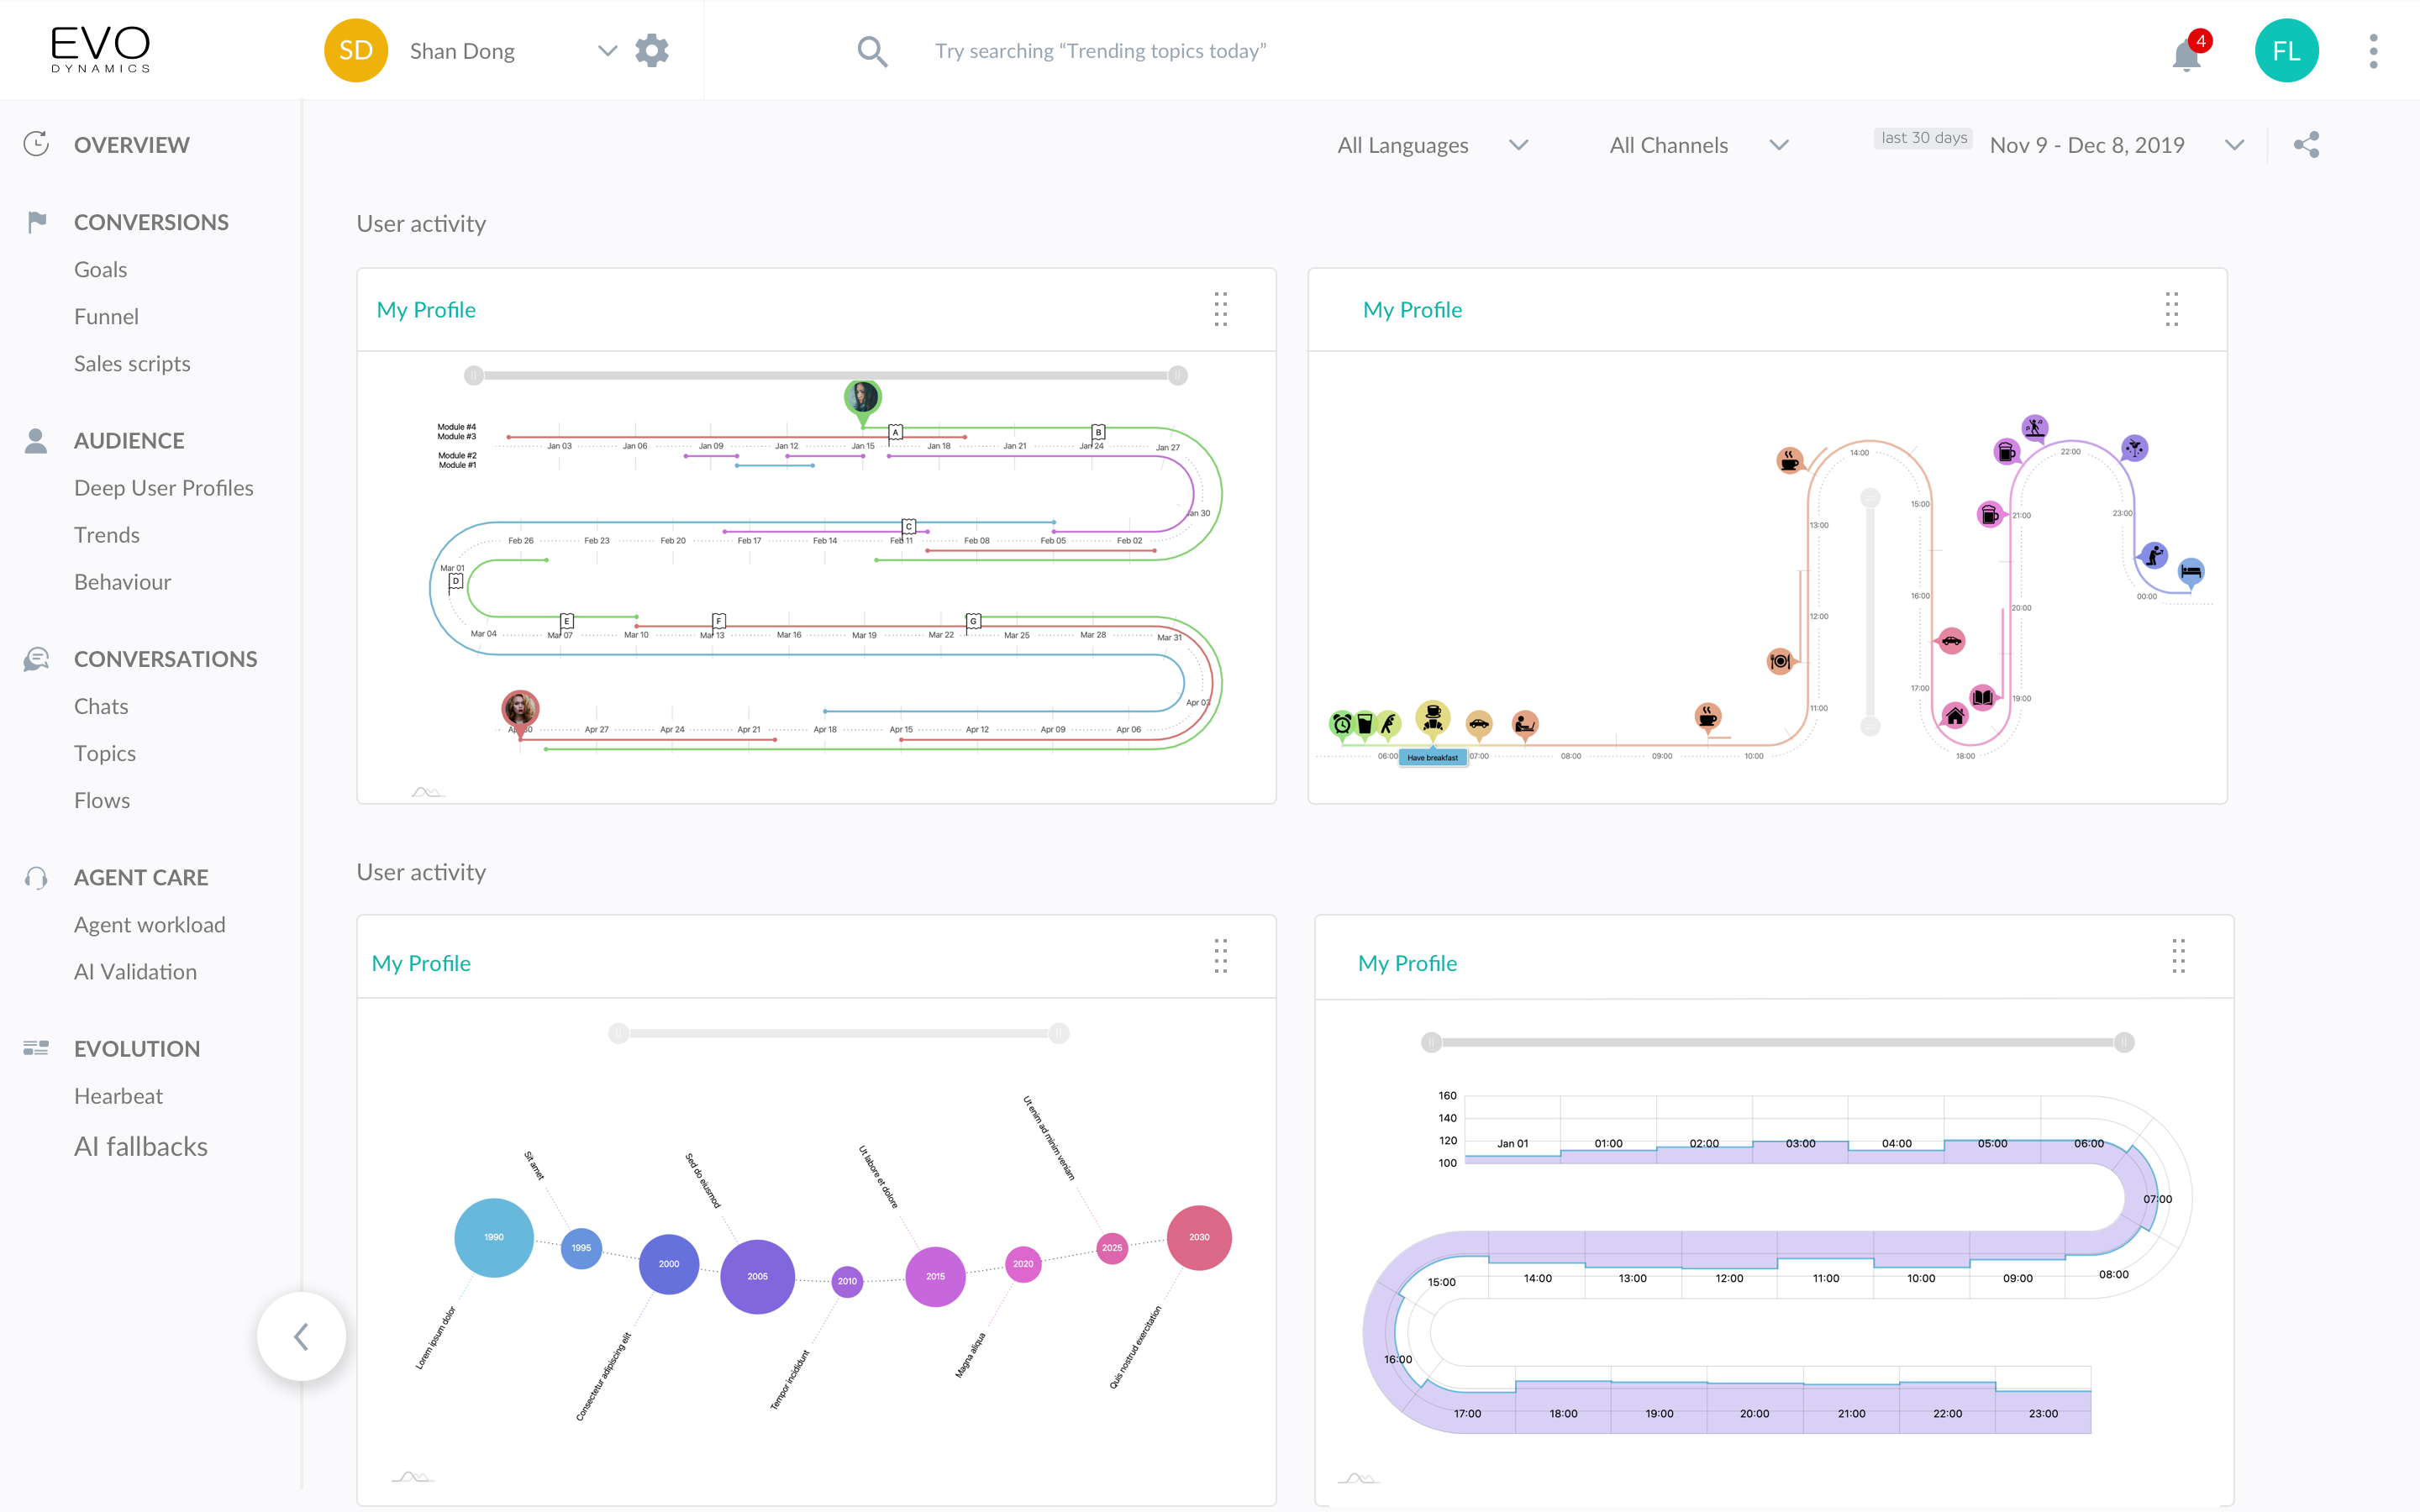 EVO
DYNAMICS
SD
Shan Dong
Try searching “Trending topics today”
4
FL
OVERVIEW
CONVERSIONS
Goals
Funnel
Sales scripts
AUDIENCE
Deep User Profiles
Trends
Behaviour
CONVERSATIONS
Chats
Topics
Flows
AGENT CARE
Agent workload
AI Validation
EVOLUTION
Hearbeat
AI fallbacks
All Languages
All Channels
last 30 days
Nov 9 - Dec 8, 2019
User activity
My Profile
Module #4
Module #3
Module #2
Module #1
A
B
Jan 03
Jan 06
Jan 09
Jan 12
Jan 15
Jan 18
Jan 21
Jan 24
Jan 27
Jan 30
C
Feb 26
Feb 23
Feb 20
Feb 17
Feb 14
Feb 11
Feb 08
Feb 05
Feb 02
Mar 01
D
E
F
G
Mar 04
Mar 07
Mar 10
Mar 13
Mar 16
Mar 19
Mar 22
Mar 25
Mar 28
Mar 31
Apr 03
Apr 30
Apr 27
Apr 24
Apr 21
Apr 18
Apr 15
Apr 12
Apr 09
Apr 06
My Profile
06:00
Have breakfast
07:00
08:00
09:00
10:00
11:00
12:00
13:00
14:00
15:00
16:00
17:00
18:00
19:00
20:00
21:00
22:00
23:00
00:00
User activity
My Profile
Sit amet
Sed do eiusmod
Ut labore et dolore
Ut enim ad minim veniam
1990
1995
2000
2005
2010
2015
2020
2025
2030
Lorem ipsum dolor
Consectetur adipiscing elit
Tempor incididunt
Magna aliqua
Quis nostrud exercitation
My Profile
160
140
120
100
Jan 01
01:00
02:00
03:00
04:00
05:00
06:00
07:00
08:00
09:00
10:00
11:00
12:00
13:00
14:00
15:00
16:00
17:00
18:00
19:00
20:00
21:00
22:00
23:00